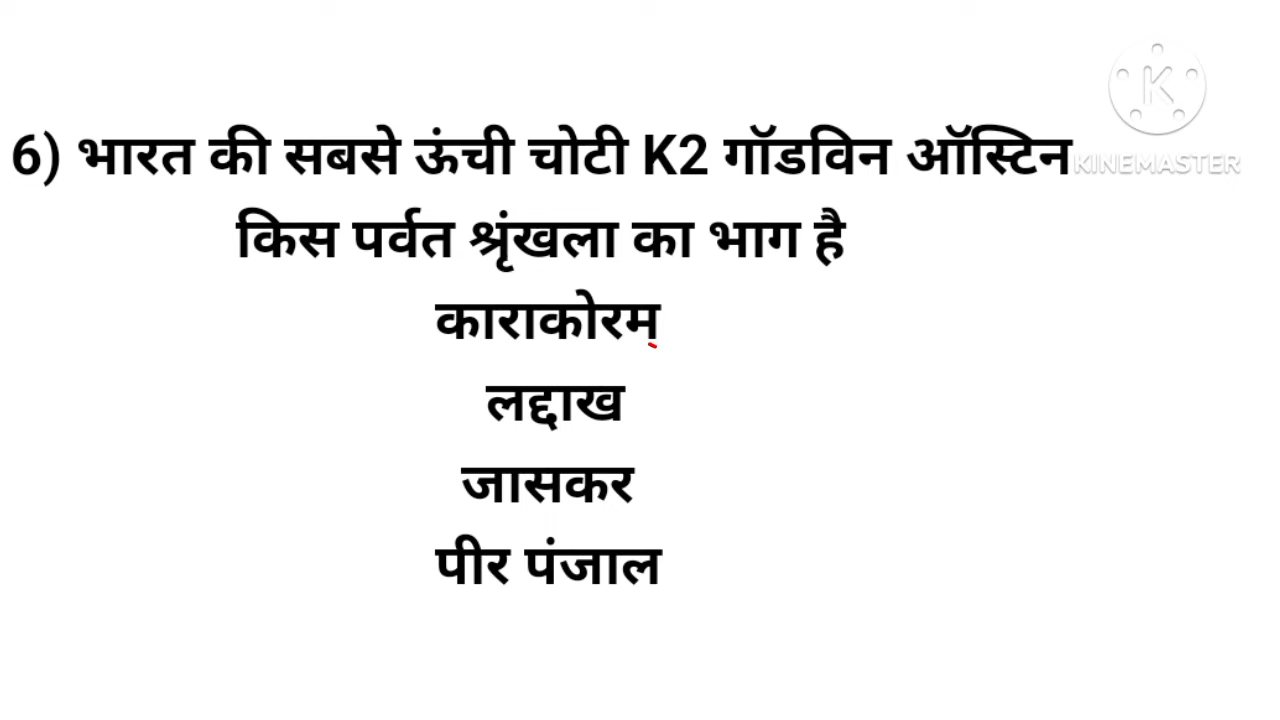 KINEMASTER
6) भारत की सबसे ऊंची चोटी K2 गॉडविन ऑस्टिन
किस पर्वत श्रृंखला का भाग है
काराकोरम्
लद्दाख
जासकर
पीर पंजाल